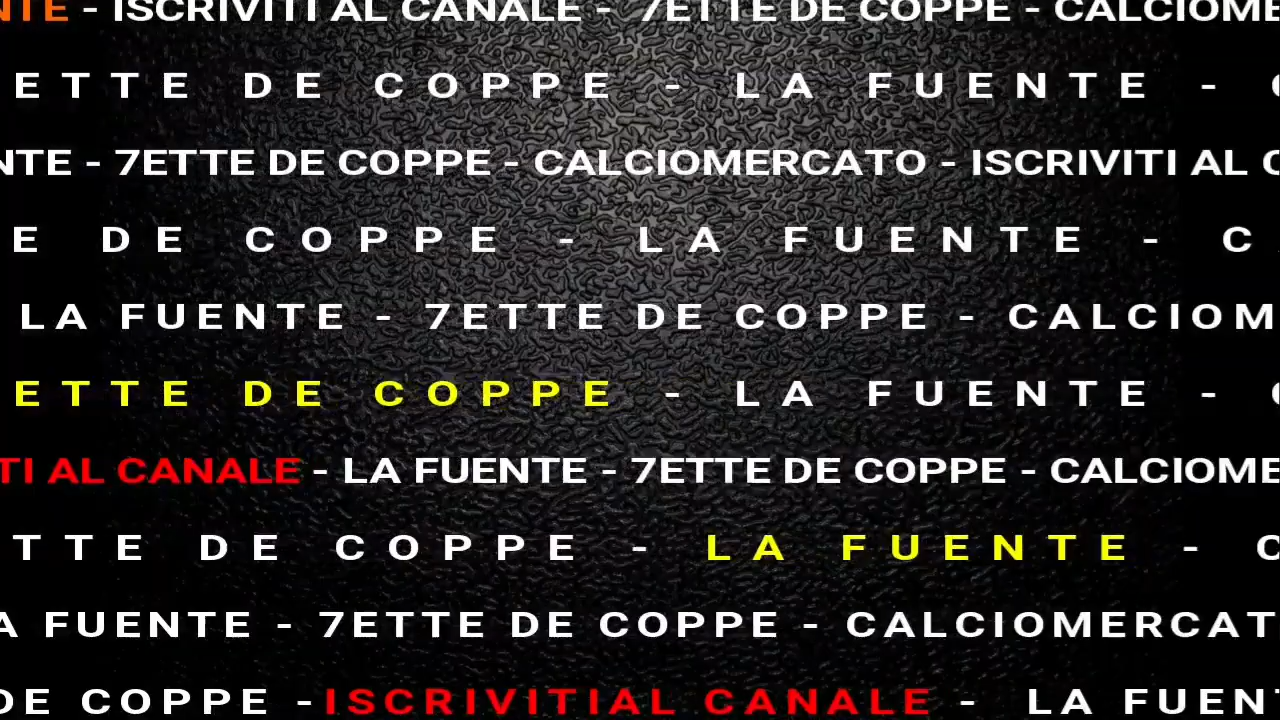 NTE - ISCRIVITI AL CANALE - 7ETTE DE COPPE - CALCIOME
ETTE DE COPPE - LA FUENTE - C
NTE - 7ETTE DE COPPE - CALCIOMERCATO - ISCRIVITI AL C
E DE COPPE - LA FUENTE - C
LA FUENTE - 7ETTE DE COPPE - CALCIOM
ETTE DE COPPE - LA FUENTE - C
TI AL CANALE - LA FUENTE - 7ETTE DE COPPE - CALCIOME
TTE DE COPPE - LA FUENTE - C
A FUENTE - 7ETTE DE COPPE - CALCIOMERCAT
DE COPPE -ISCRIVITIAL CANALE - LA FUEN